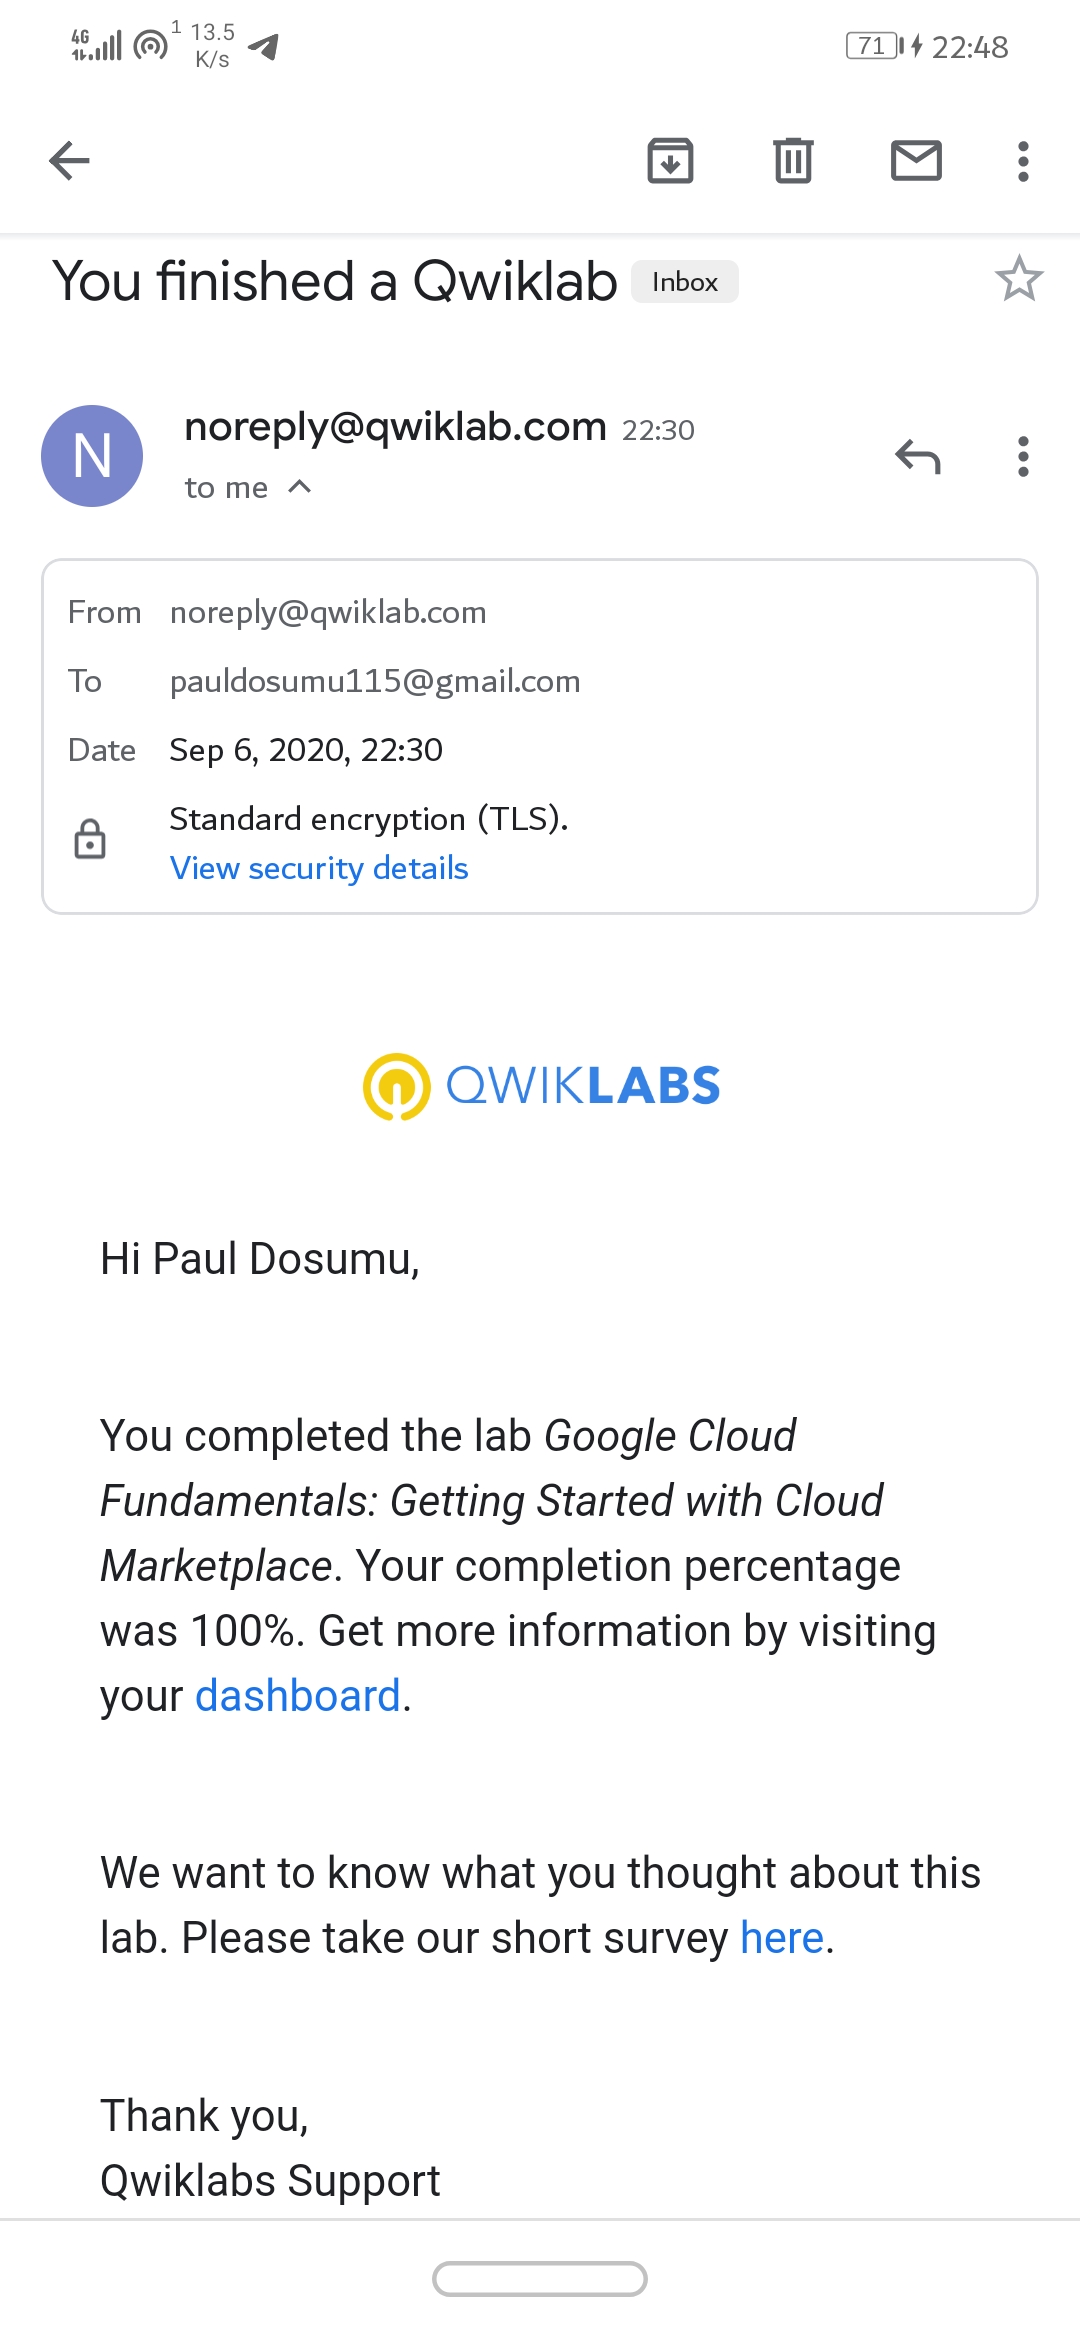 4G 1 13.5 K/s 71 22:48
You finished a Qwiklab Inbox
N
noreply@qwiklab.com 22:30
to me
From noreply@qwiklab.com
To pauldosumu115@gmail.com
Date Sep 6, 2020, 22:30
Standard encryption (TLS).
View security details
QWIKLABS
Hi Paul Dosumu,
You completed the lab Google Cloud
Fundamentals: Getting Started with Cloud
Marketplace. Your completion percentage
was 100%. Get more information by visiting
your dashboard.
We want to know what you thought about this
lab. Please take our short survey here.
Thank you,
Qwiklabs Support